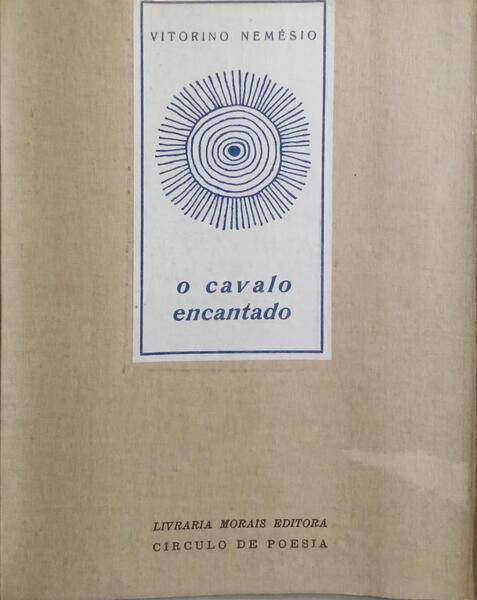 VITORINO NEMÉSIO
o cavalo
encantado
LIVRARIA MORAIS EDITORA
CÍRCULO DE POESIA